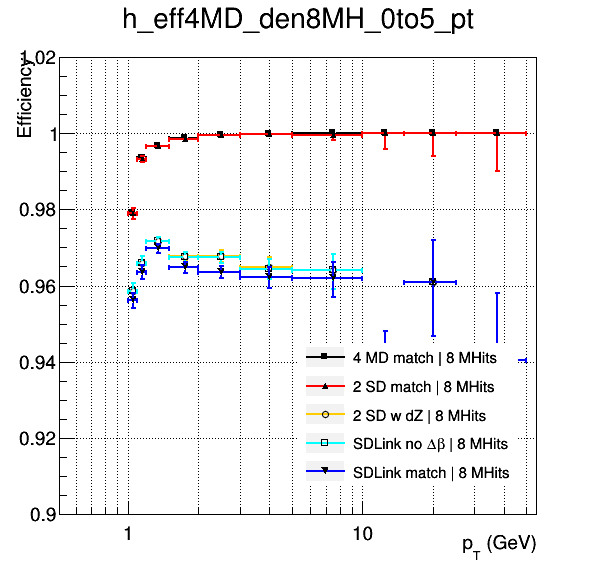 h_eff4MD_den8MH_0to5_pt
Efficiency
1.02
1
0.98
0.96
0.94
0.92
0.9
4 MD match | 8 MHits
2 SD match | 8 MHits
2 SD w dZ | 8 MHits
SDLink no Δβ | 8 MHits
SDLink match | 8 MHits
1
10
p_T (GeV)